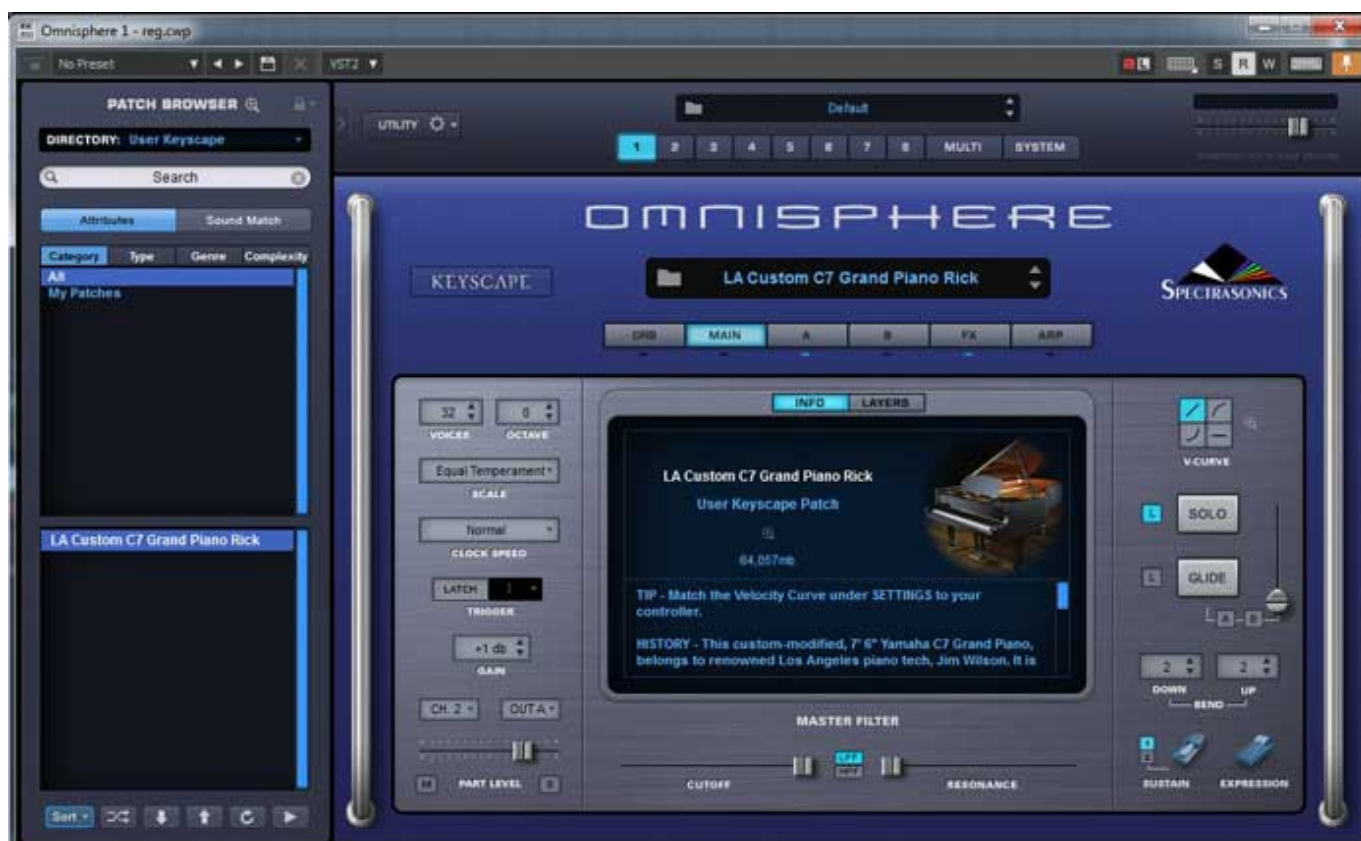 Omnisphere 1 - reg.cwp
No Preset VST2 S R W
PATCH BROWSER
DIRECTORY: User Keyscape
Search
Attributes Sound Match
Category Type Genre Complexity
All
My Patches
LA Custom C7 Grand Piano Rick
Sort
UTILITY
Default
1 2 3 4 5 6 7 8 MULTI SYSTEM
OMNISPHERE
KEYSCAPE
LA Custom C7 Grand Piano Rick
SPECTRASONICS
ORB MAIN A B FX ARP
32 0
VOICES OCTAVE
Equal Temperament
SCALE
Normal
CLOCK SPEED
LATCH
TRIGGER
+1 db
GAIN
CH. 2 OUT A
M PART LEVEL S
INFO LAYERS
LA Custom C7 Grand Piano Rick
User Keyscape Patch
64,057mb
TIP - Match the Velocity Curve under SETTINGS to your
controller.
HISTORY - This custom-modified, 7' 6" Yamaha C7 Grand Piano,
belongs to renowned Los Angeles piano tech, Jim Wilson. It is
MASTER FILTER
LPF
HPF
CUTOFF RESONANCE
V-CURVE
L SOLO
L GLIDE
A B
2 2
DOWN UP
BEND
1
2
SUSTAIN EXPRESSION